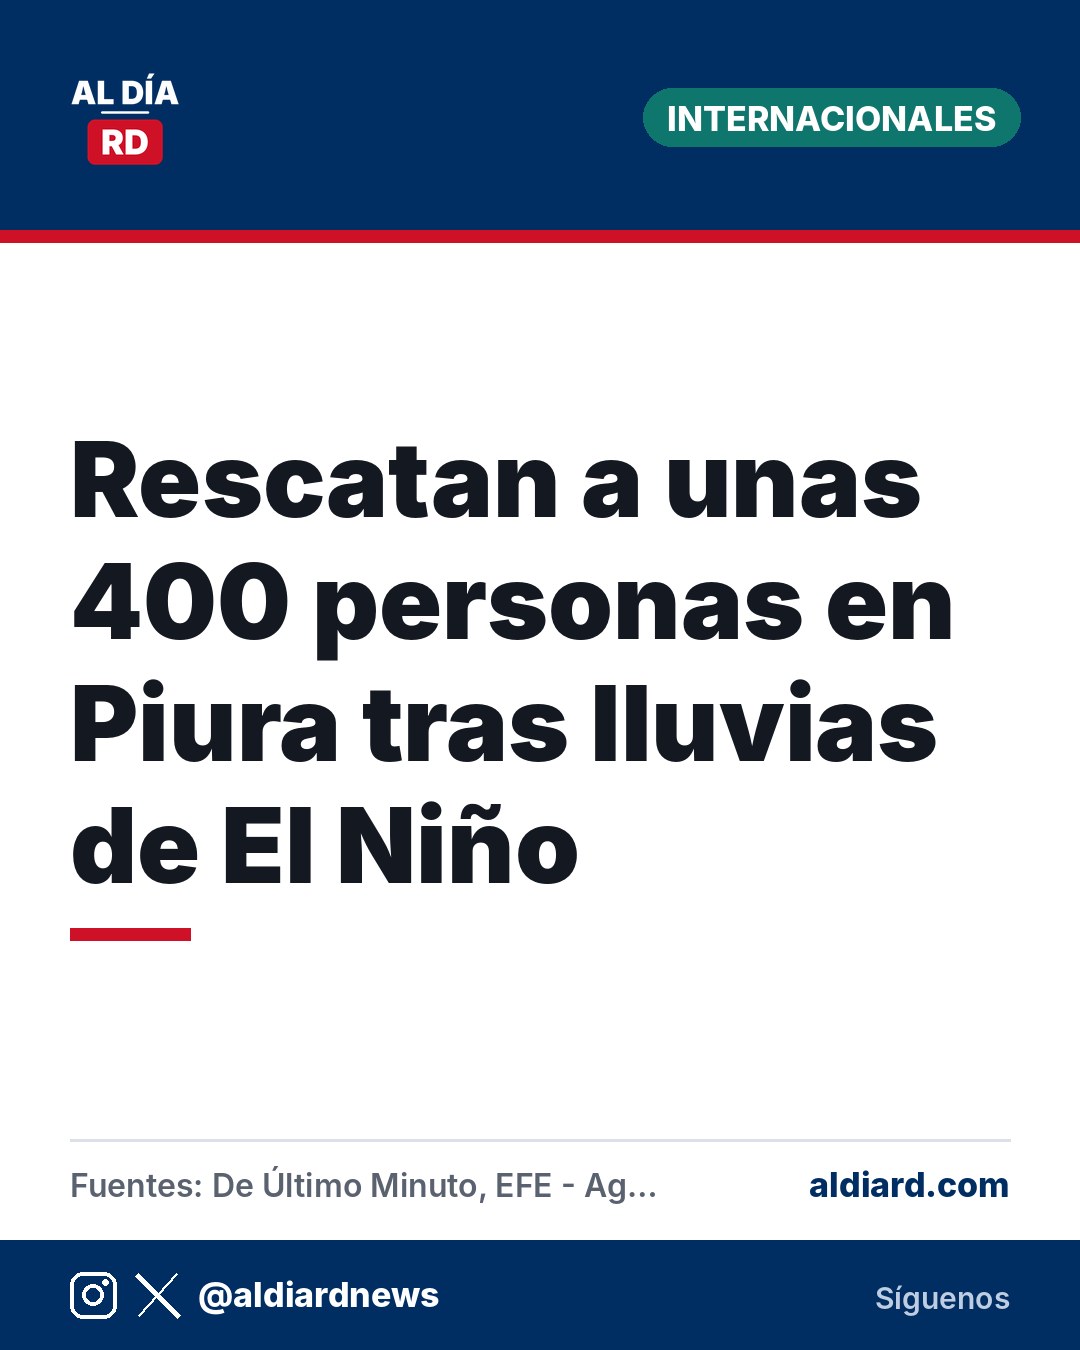 AL DÍA
RD
INTERNACIONALES
Rescatan a unas
400 personas en
Piura tras lluvias
de El Niño
Fuentes: De Último Minuto, EFE - Ag...
aldiard.com
@aldiardnews
Síguenos